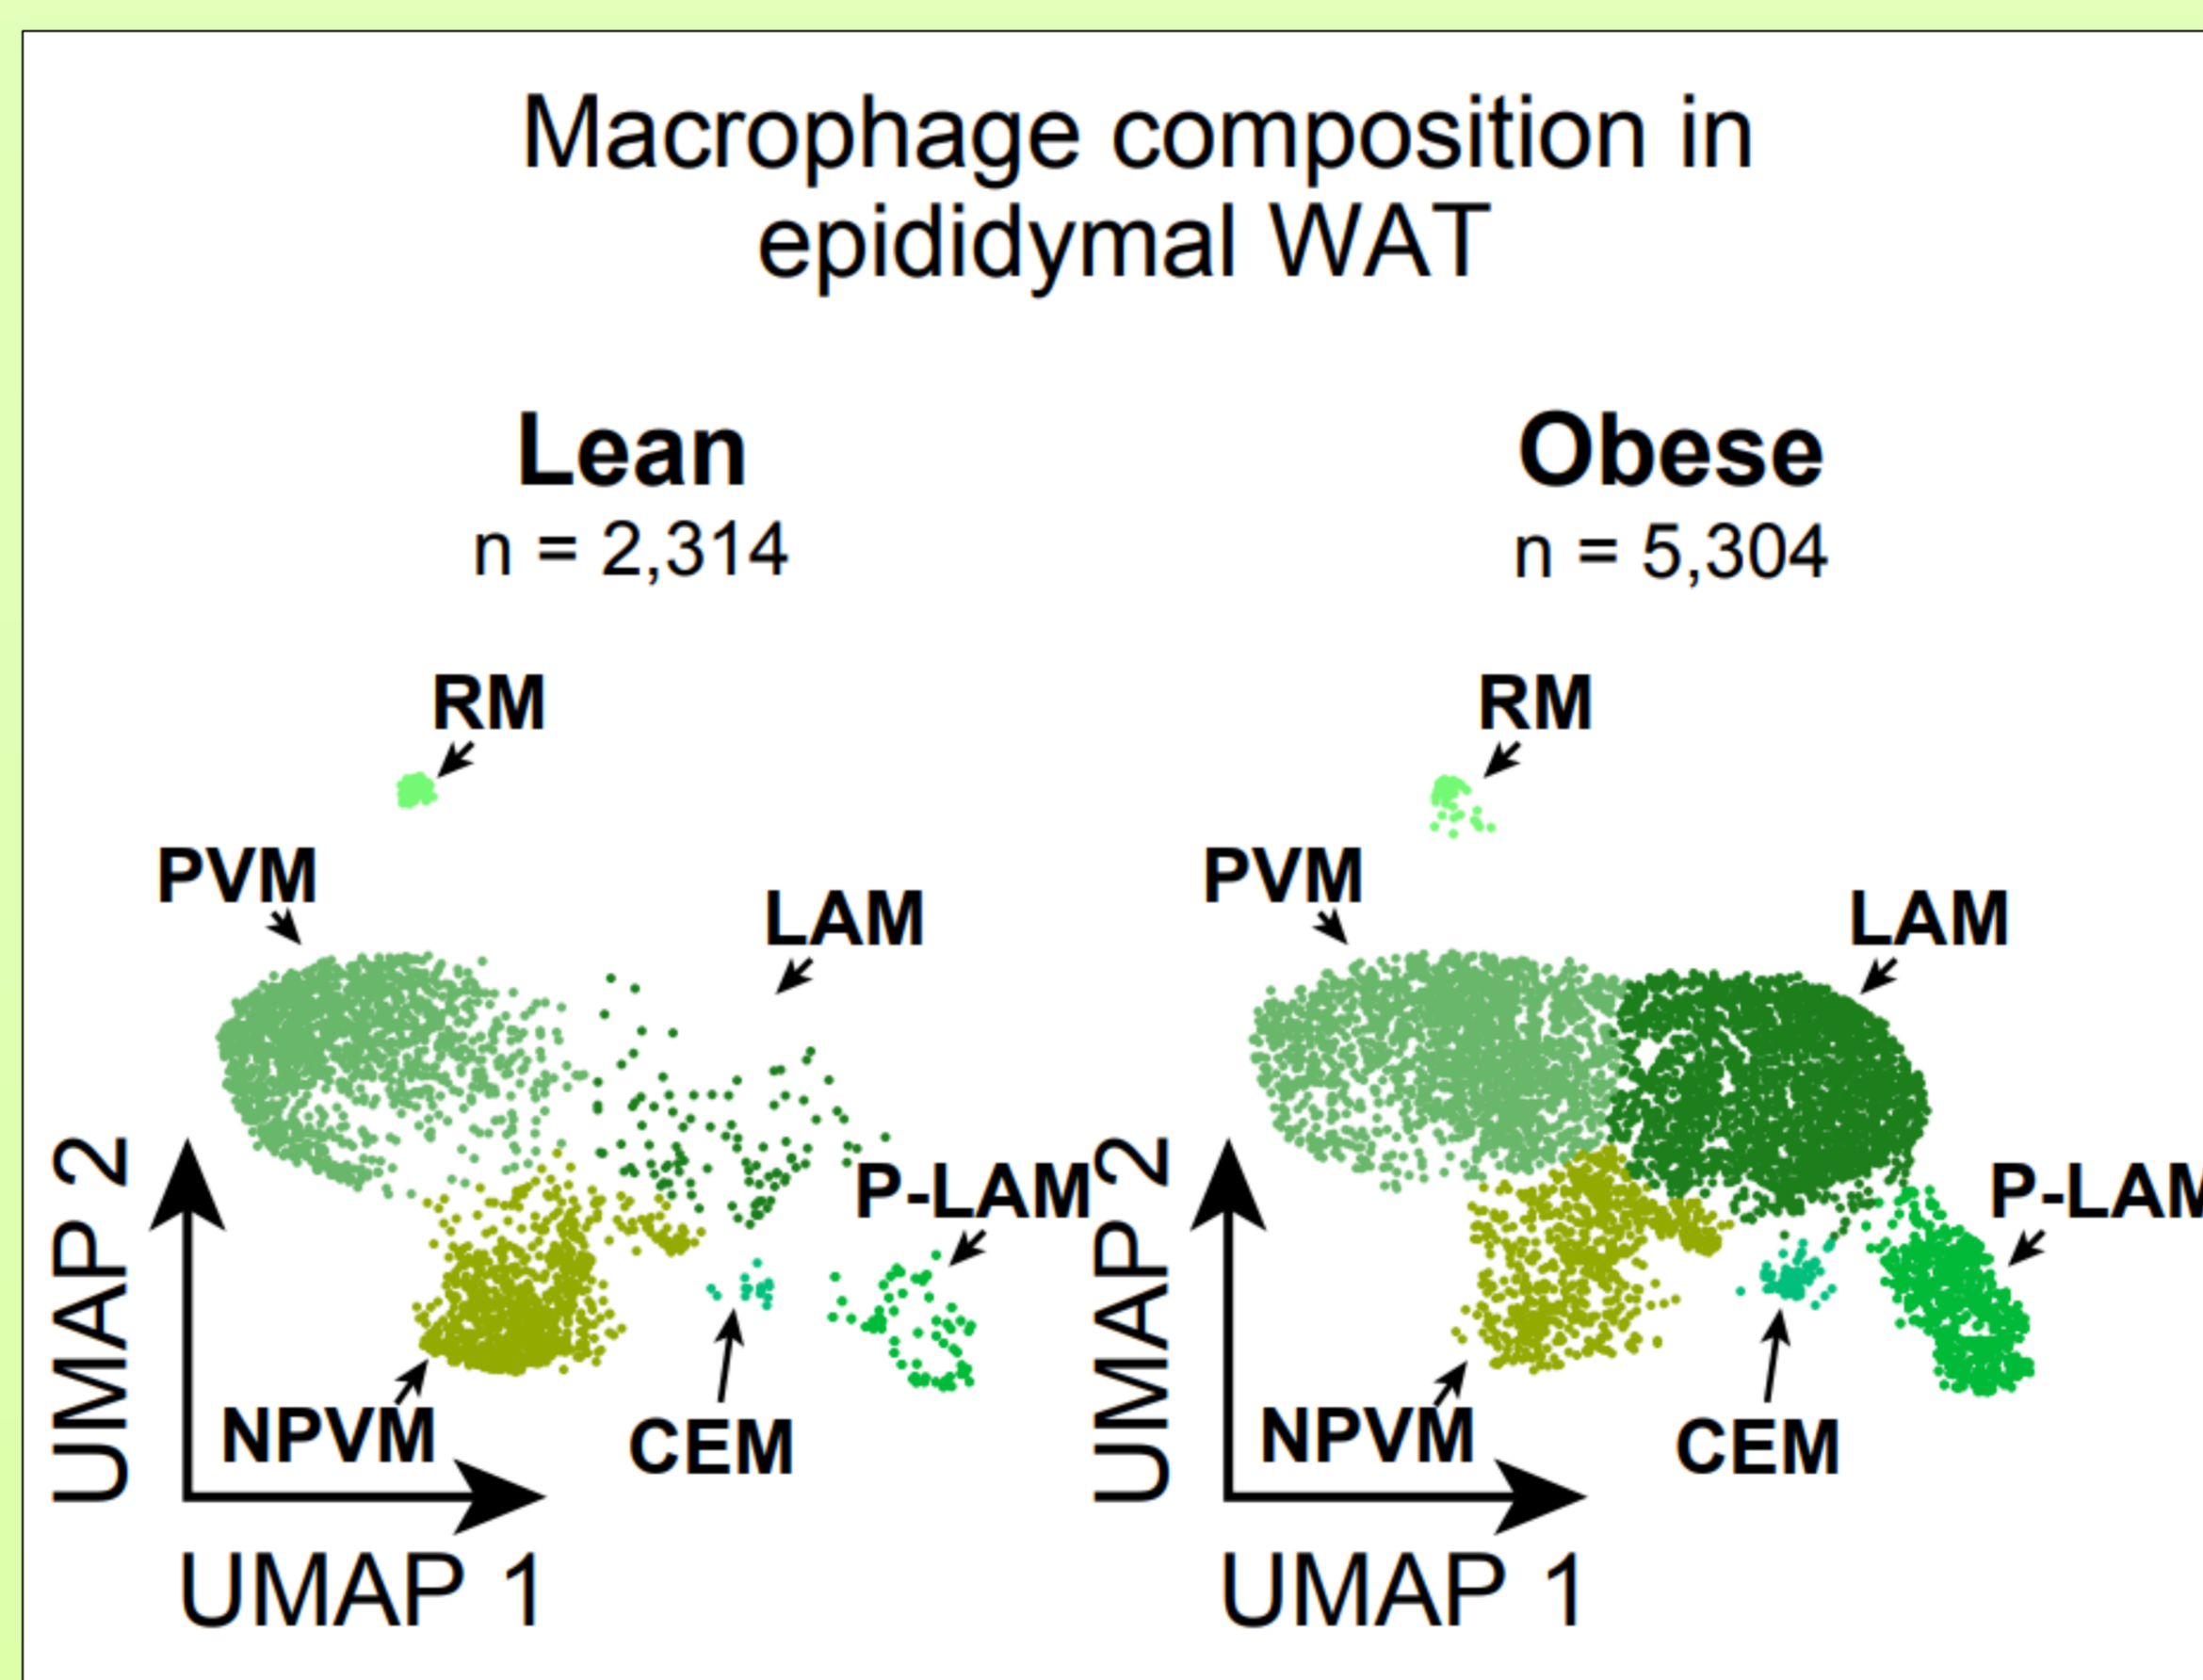 Macrophage composition in
epididymal WAT
Lean
n = 2,314
RM
PVM
LAM
P-LAM
NPVM
CEM
UMAP 2
UMAP 1
Obese
n = 5,304
RM
PVM
LAM
P-LAM
NPVM
CEM
UMAP 2
UMAP 1